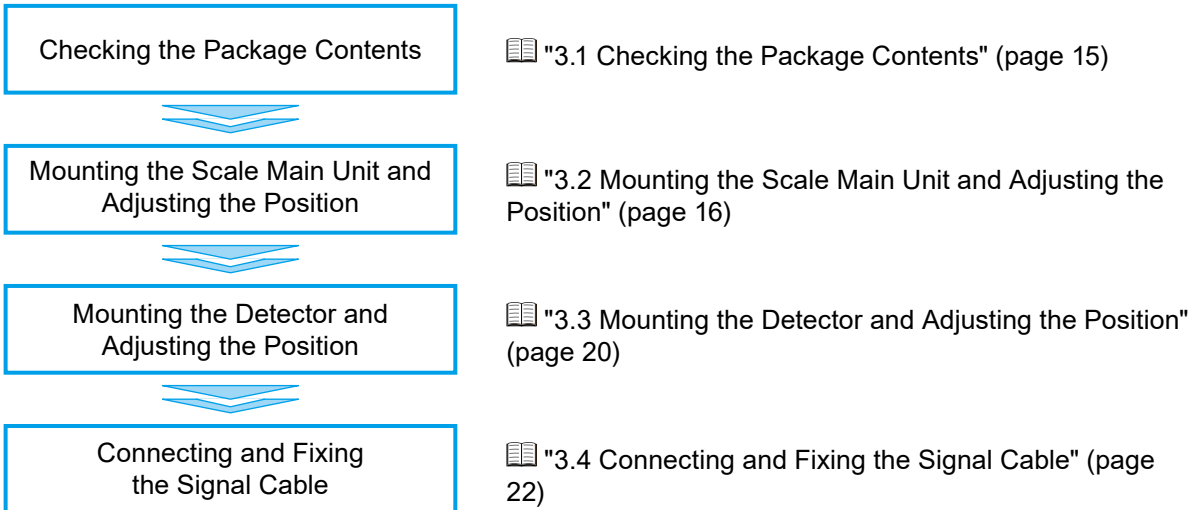 Checking the Package Contents
"3.1 Checking the Package Contents" (page 15)
Mounting the Scale Main Unit and
Adjusting the Position
"3.2 Mounting the Scale Main Unit and Adjusting the
Position" (page 16)
Mounting the Detector and
Adjusting the Position
"3.3 Mounting the Detector and Adjusting the Position"
(page 20)
Connecting and Fixing
the Signal Cable
"3.4 Connecting and Fixing the Signal Cable" (page
22)